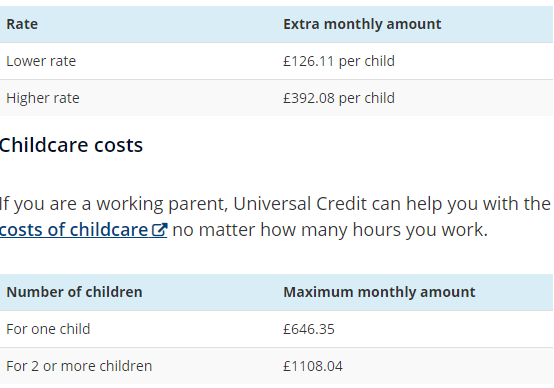 Rate Extra monthly amount
Lower rate £126.11 per child
Higher rate £392.08 per child
Childcare costs
If you are a working parent, Universal Credit can help you with the
costs of childcare no matter how many hours you work.
Number of children Maximum monthly amount
For one child £646.35
For 2 or more children £1108.04